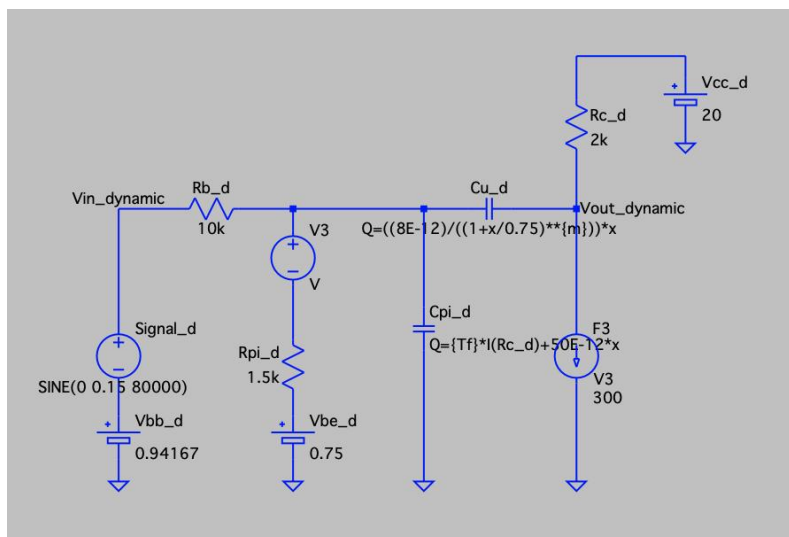 Vcc_d
20
Rc_d
2k
Vin_dynamic
Rb_d
10k
Cu_d
Vout_dynamic
Q=((8E-12)/((1+x/0.75)**{m}))*x
V3
V
Signal_d
SINE(0 0.15 80000)
Rpi_d
1.5k
Cpi_d
Q={Tf}*I(Rc_d)+50E-12*x
F3
V3
300
Vbb_d
0.94167
Vbe_d
0.75